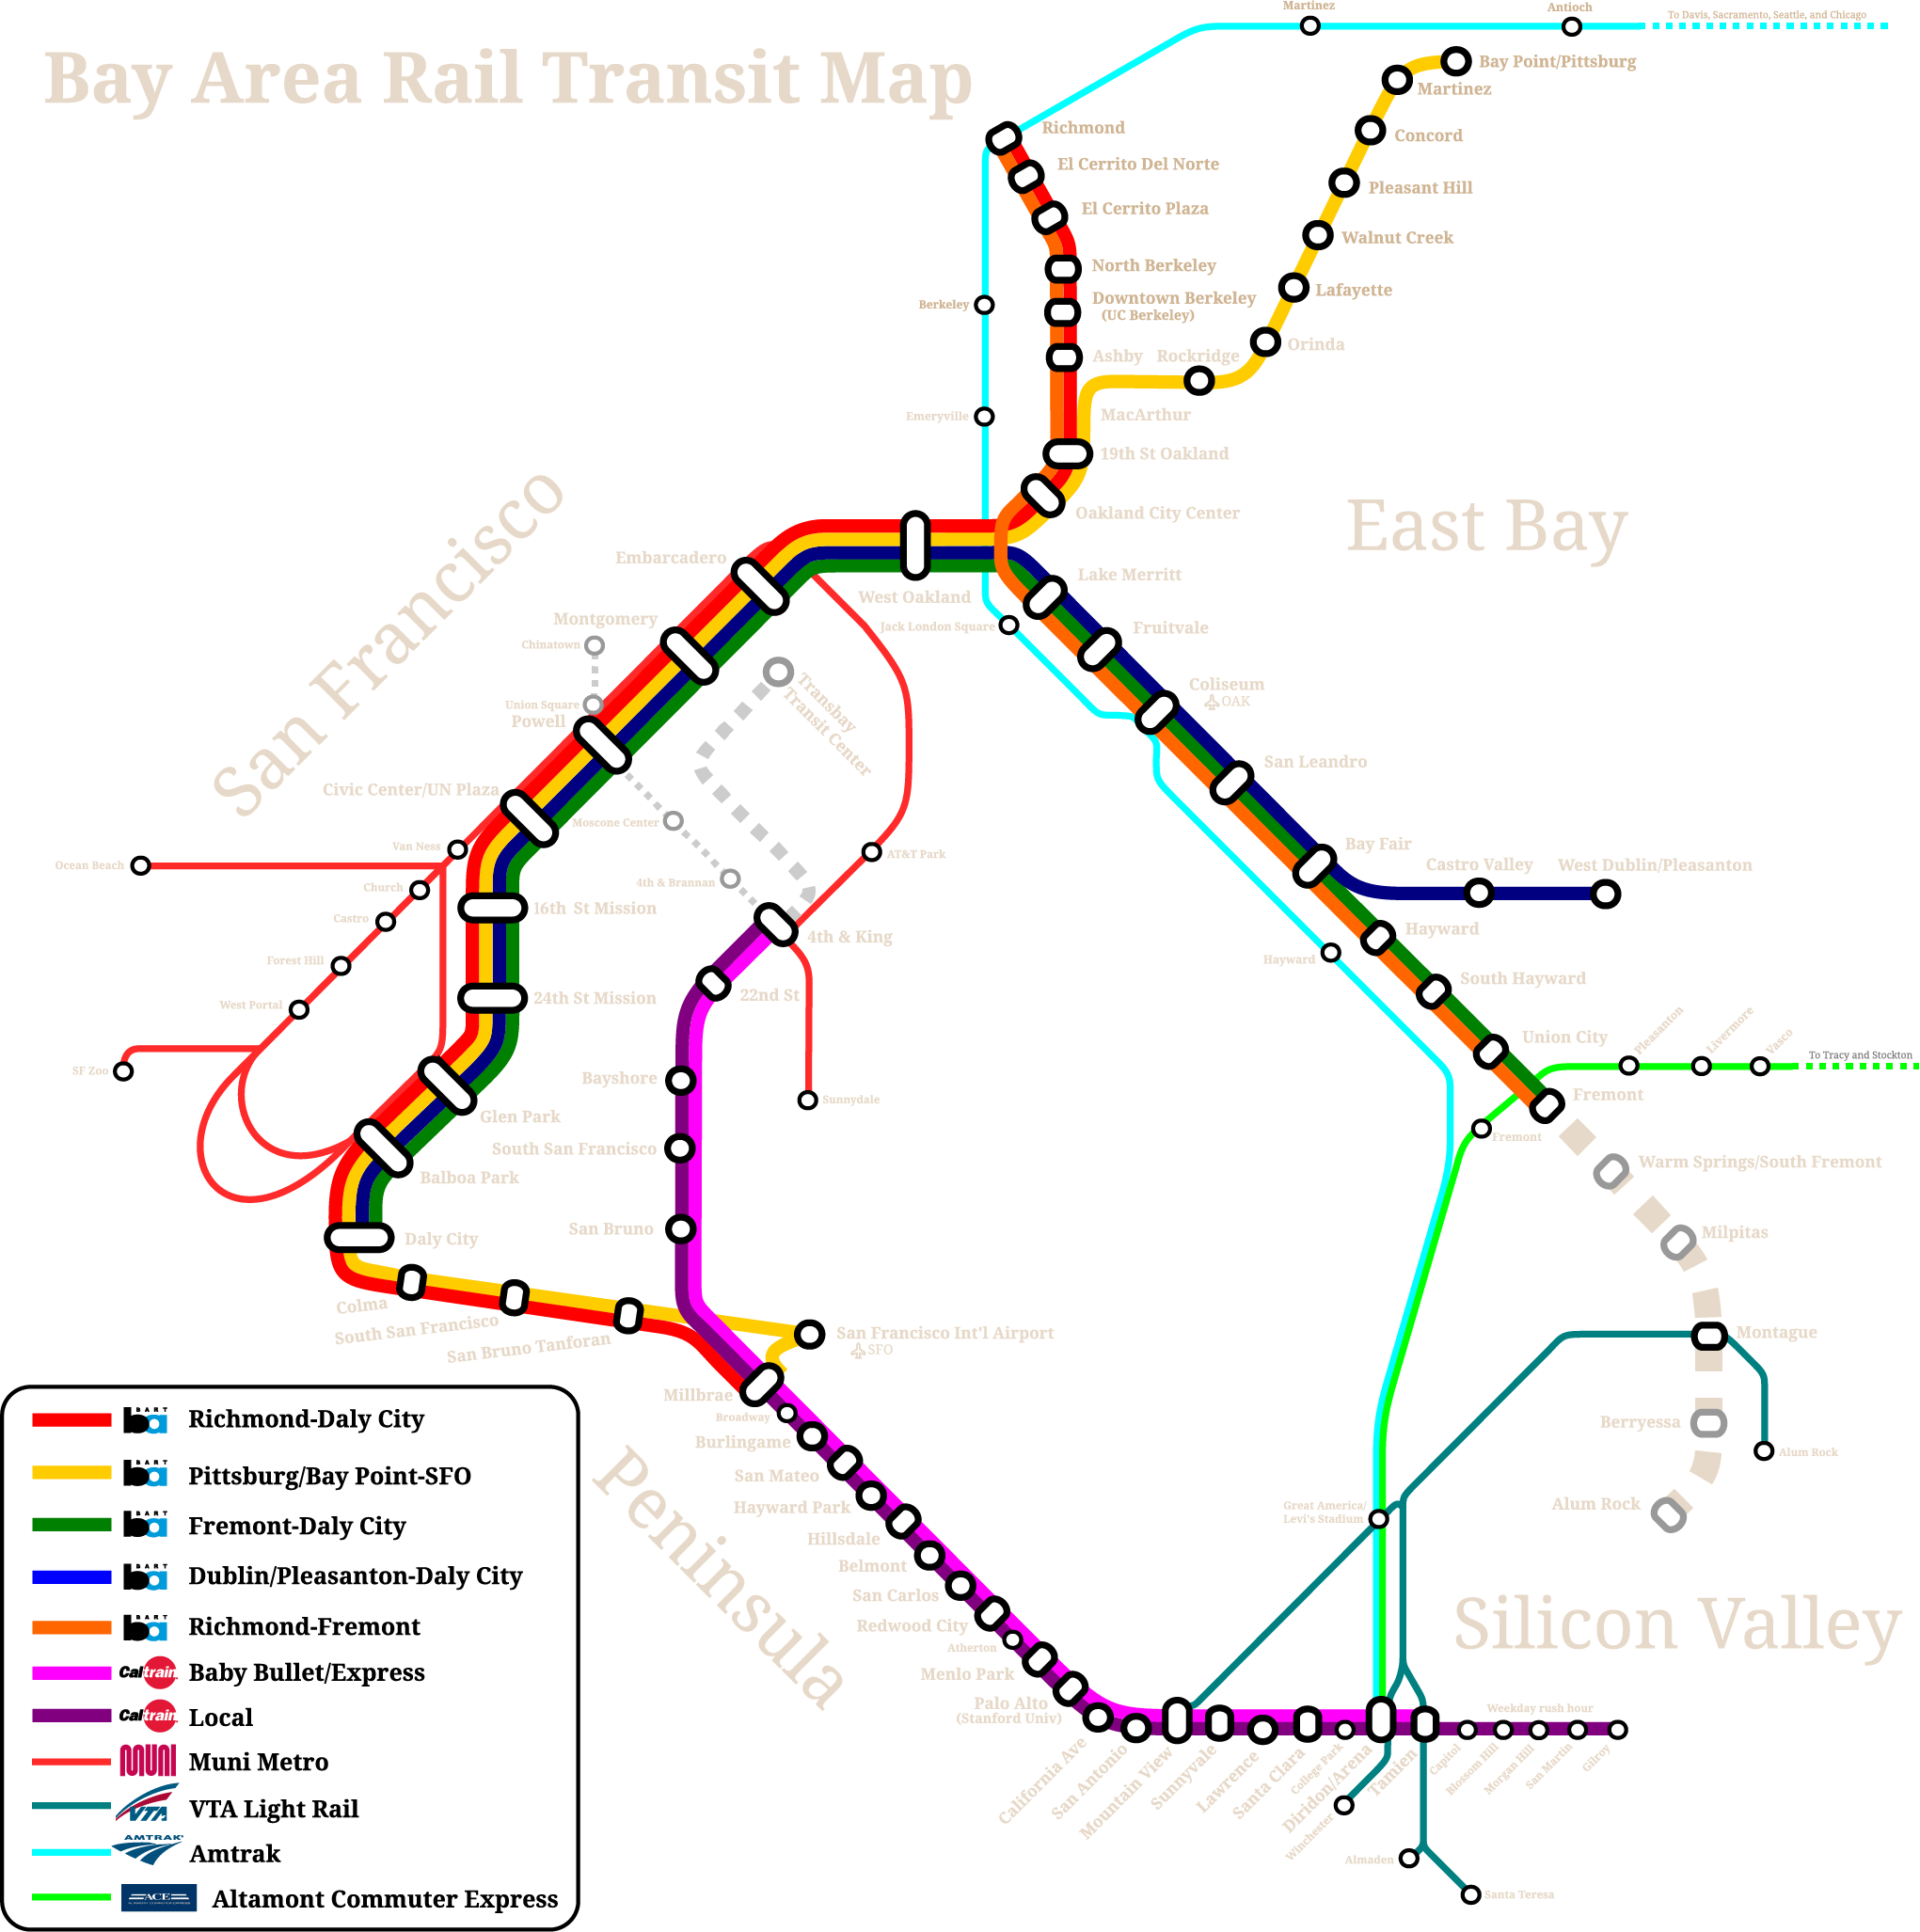 Bay Area Rail Transit Map
Martinez
Antioch
To Davis, Sacramento, Seattle, and Chicago
Bay Point/Pittsburg
Martinez
Concord
Pleasant Hill
Walnut Creek
Lafayette
Orinda
Rockridge
Richmond
El Cerrito Del Norte
El Cerrito Plaza
North Berkeley
Downtown Berkeley
(UC Berkeley)
Ashby
MacArthur
19th St Oakland
Oakland City Center
Berkeley
Emeryville
East Bay
San Francisco
Embarcadero
Montgomery
Chinatown
Union Square
Powell
Civic Center/UN Plaza
West Oakland
Jack London Square
Lake Merritt
Fruitvale
Coliseum
OAK
San Leandro
Bay Fair
Castro Valley
West Dublin/Pleasanton
Hayward
South Hayward
Union City
Fremont
Hayward
Transbay
Transit Center
Moscone Center
4th & Brannan
AT&T Park
4th & King
22nd St
Sunnydale
Van Ness
Ocean Beach
Church
Castro
Forest Hill
West Portal
SF Zoo
16th St Mission
24th St Mission
Glen Park
Balboa Park
Daly City
Bayshore
South San Francisco
San Bruno
Colma
South San Francisco
San Bruno Tanforan
San Francisco Int'l Airport
SFO
Millbrae
Broadway
Burlingame
San Mateo
Hayward Park
Hillsdale
Belmont
San Carlos
Redwood City
Atherton
Menlo Park
Palo Alto
(Stanford Univ)
Peninsula
Pleasanton
Livermore
Vasco
To Tracy and Stockton
Fremont
Warm Springs/South Fremont
Milpitas
Montague
Berryessa
Alum Rock
Alum Rock
Great America/
Levi's Stadium
Silicon Valley
Weekday rush hour
California Ave
San Antonio
Mountain View
Sunnyvale
Lawrence
Santa Clara
College Park
Diridon/Arena
Winchester
Tamien
Capitol
Blossom Hill
Morgan Hill
San Martin
Gilroy
Almaden
Santa Teresa
BART
ba
Richmond-Daly City
BART
ba
Pittsburg/Bay Point-SFO
BART
ba
Fremont-Daly City
BART
ba
Dublin/Pleasanton-Daly City
BART
ba
Richmond-Fremont
Caltrain
Baby Bullet/Express
Caltrain
Local
MUNI
Muni Metro
VTA
VTA Light Rail
AMTRAK
Amtrak
ACE
Altamont Commuter Express